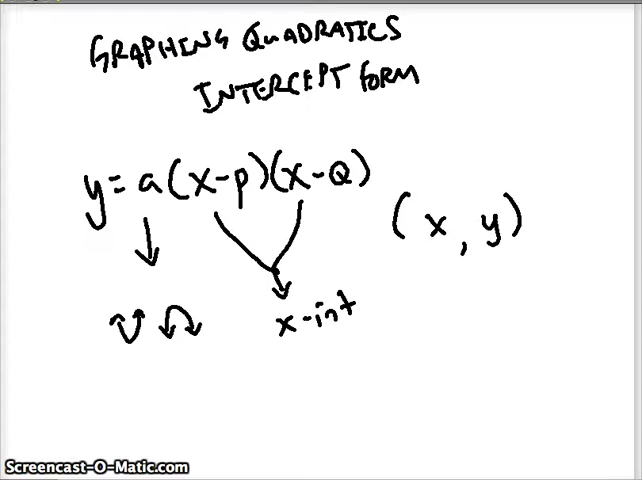 GRAPHING QUADRATICS
INTERCEPT FORM
y = a(x-p)(x-Q)
(x, y)
x-int
Screencast-O-Matic.com